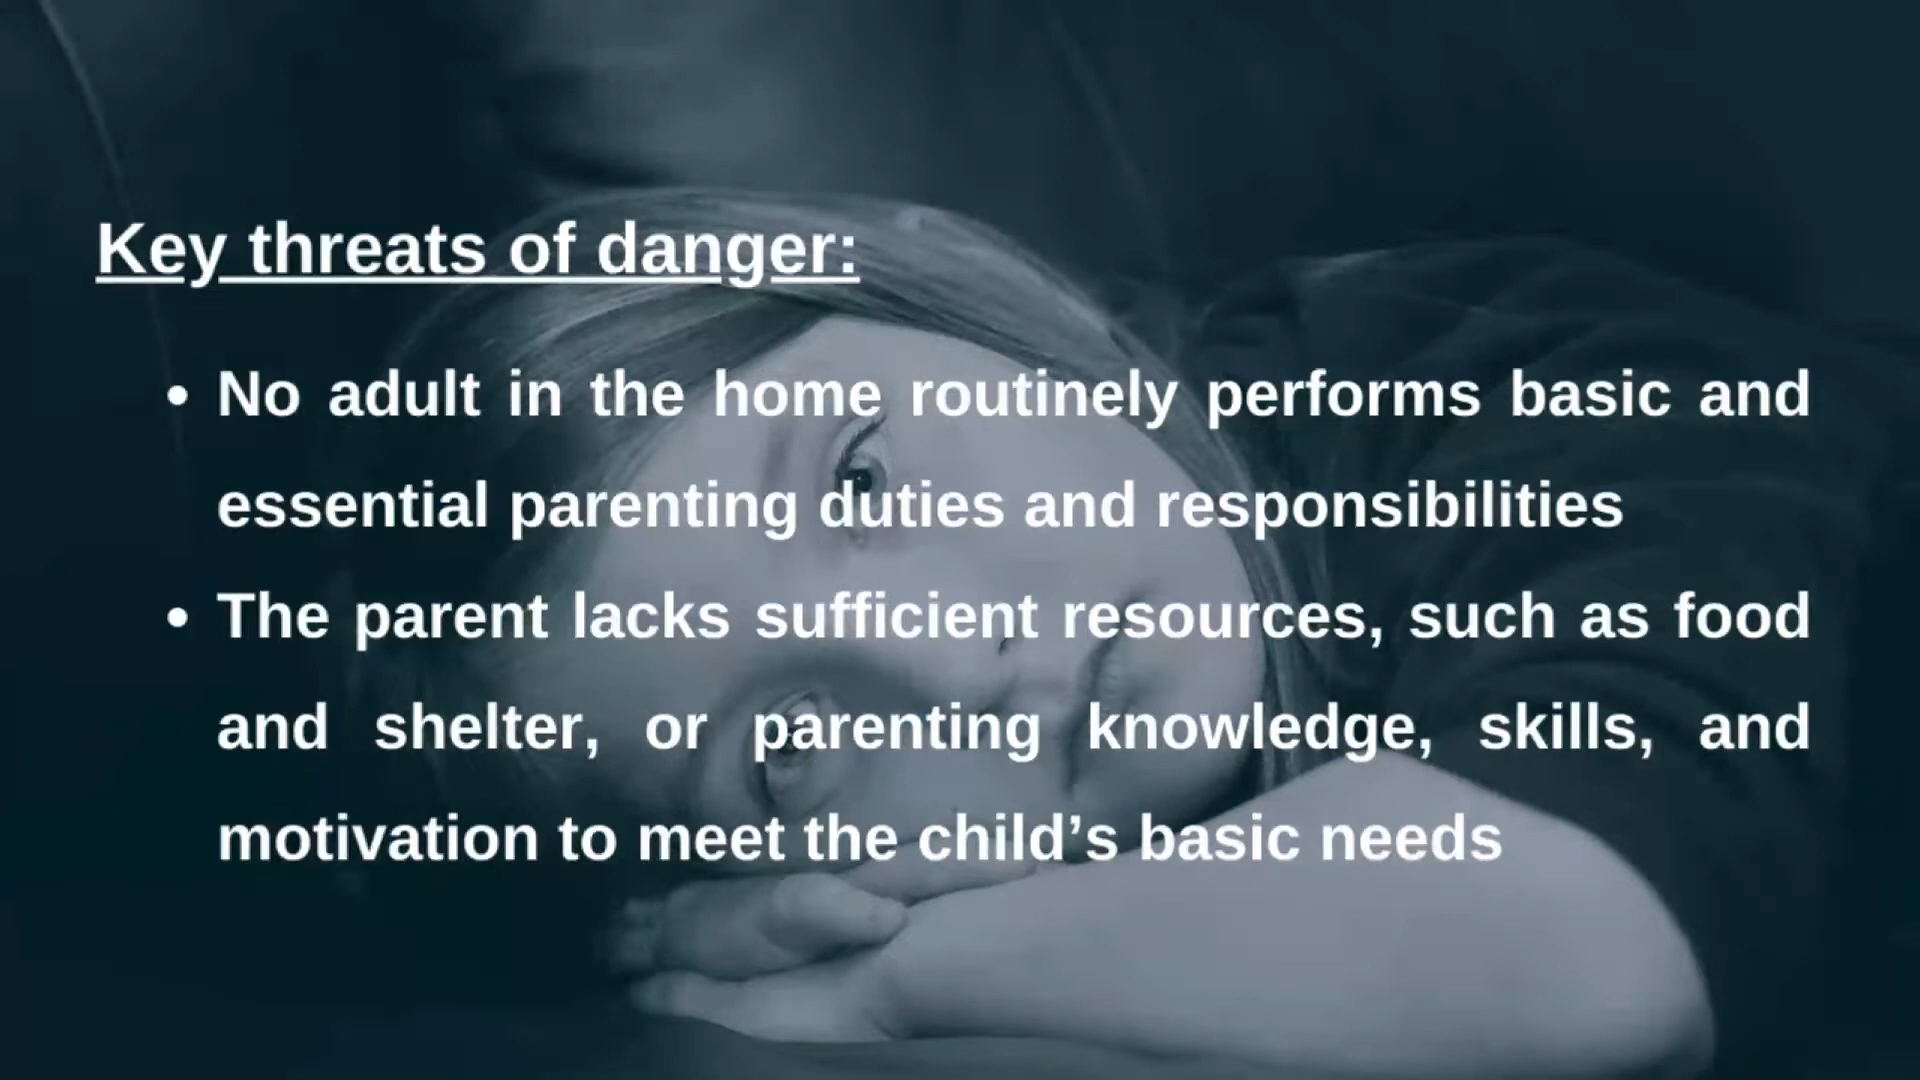 Key threats of danger:
• No adult in the home routinely performs basic and
essential parenting duties and responsibilities
• The parent lacks sufficient resources, such as food
and shelter, or parenting knowledge, skills, and
motivation to meet the child’s basic needs